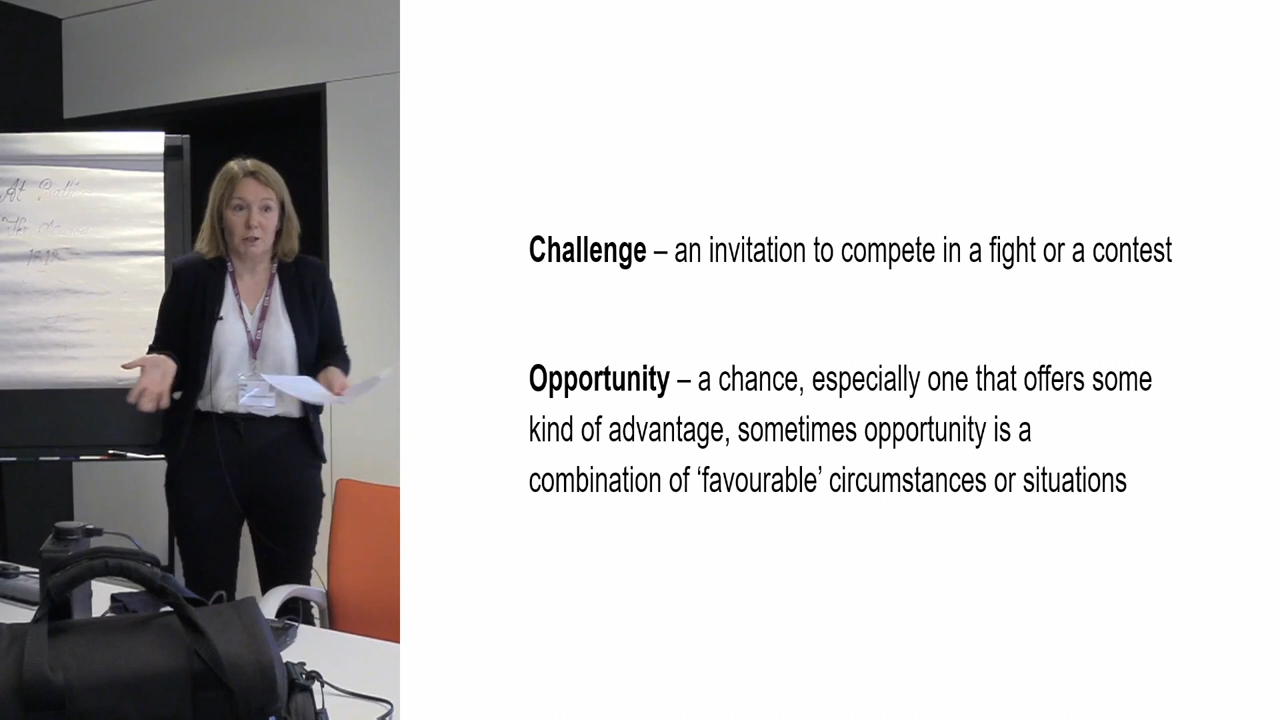 At
Challenge – an invitation to compete in a fight or a contest
Opportunity – a chance, especially one that offers some
kind of advantage, sometimes opportunity is a
combination of ‘favourable’ circumstances or situations